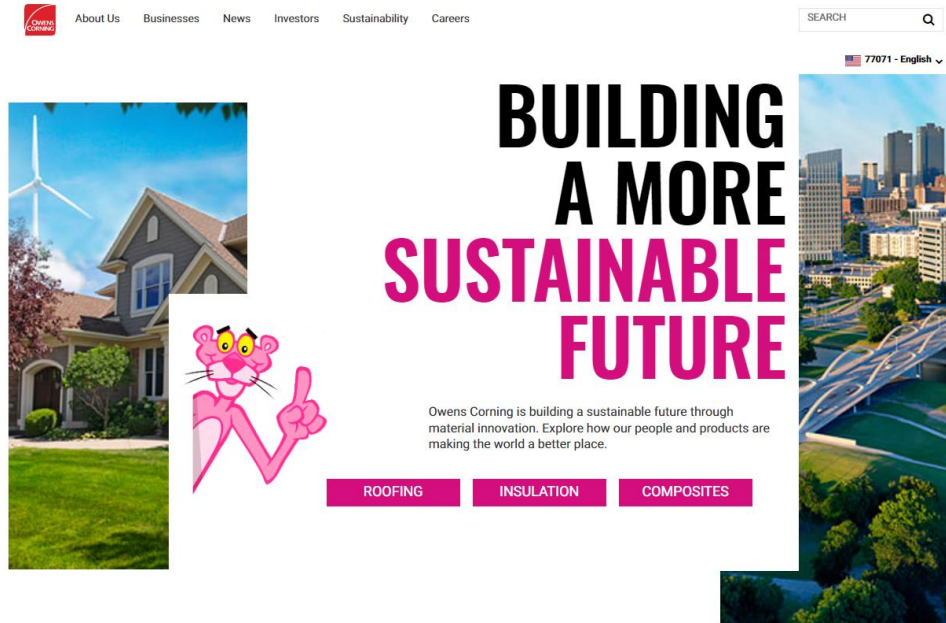 OWENS
CORNING
About Us
Businesses
News
Investors
Sustainability
Careers
SEARCH
77071 - English
BUILDING
A MORE
SUSTAINABLE
FUTURE
Owens Corning is building a sustainable future through
material innovation. Explore how our people and products are
making the world a better place.
ROOFING
INSULATION
COMPOSITES